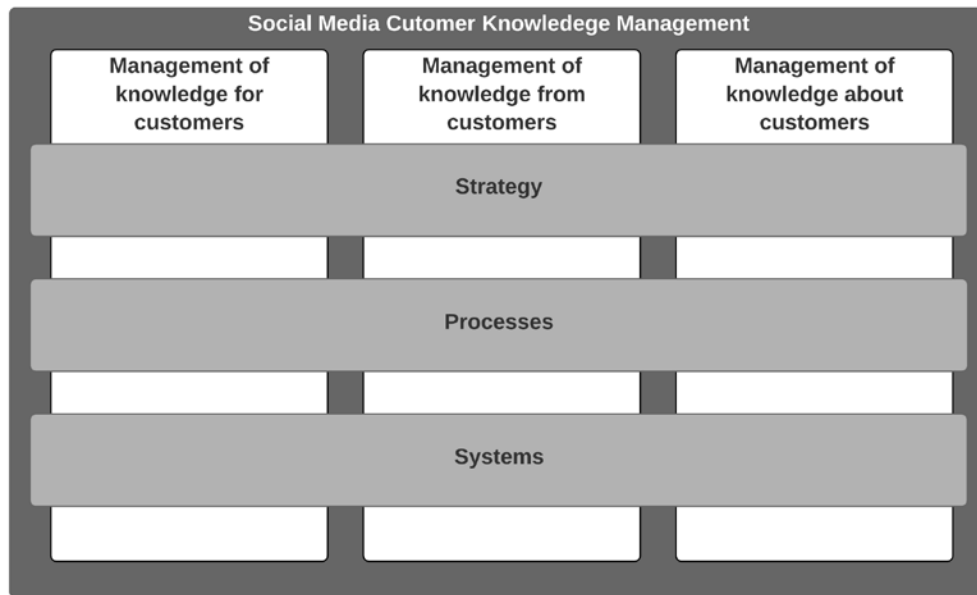 Social Media Cutomer Knowledege Management
Management of
knowledge for
customers
Management of
knowledge from
customers
Management of
knowledge about
customers
Strategy
Processes
Systems